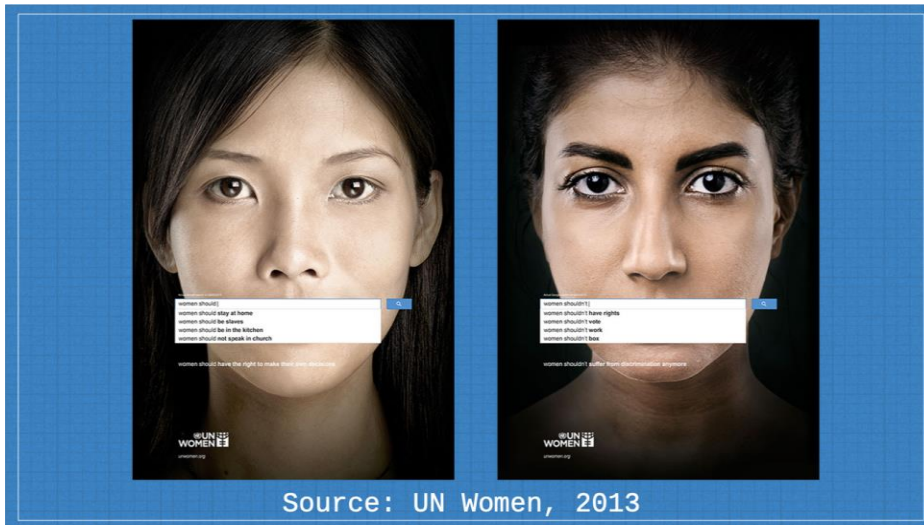 women should
women should stay at home
women should be slaves
women should be in the kitchen
women should not speak in church
women should have the right to make their own decisions
UN
WOMEN
unwomen.org
women shouldn't
women shouldn't have rights
women shouldn't vote
women shouldn't work
women shouldn't box
women shouldn't suffer from discrimination anymore
UN
WOMEN
unwomen.org
Source: UN Women, 2013